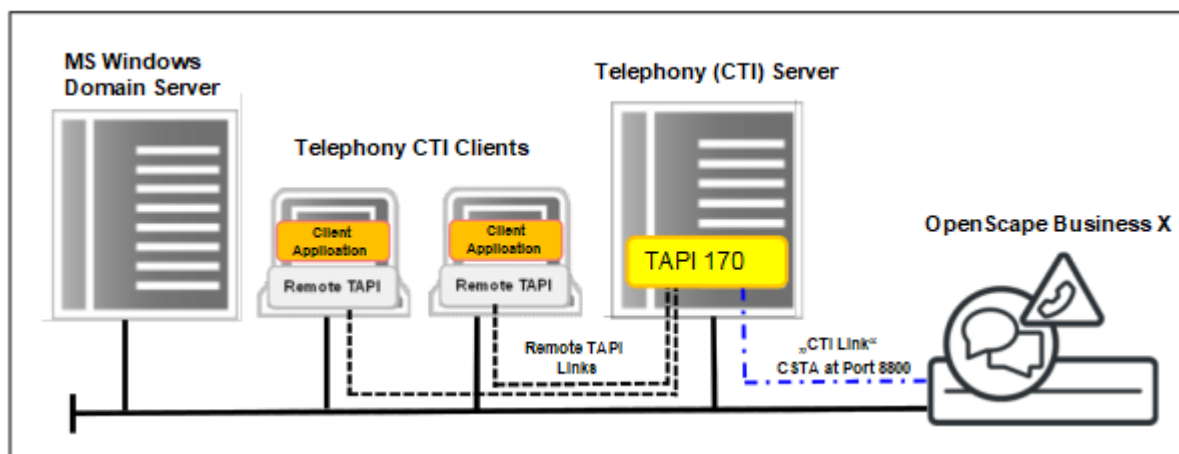 MS Windows
Domain Server
Telephony (CTI) Server
Telephony CTI Clients
OpenScape Business X
Client
Application
Client
Application
TAPI 170
Remote TAPI
Remote TAPI
Remote TAPI
Links
„CTI Link“
CSTA at Port 8800